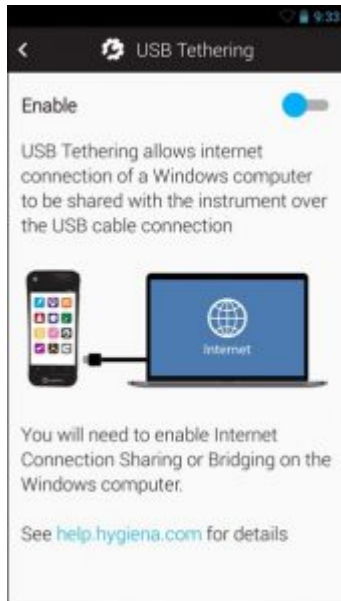 9:33
USB Tethering
Enable
USB Tethering allows internet
connection of a Windows computer
to be shared with the instrument over
the USB cable connection
Internet
You will need to enable Internet
Connection Sharing or Bridging on the
Windows computer.
See help.hygiena.com for details